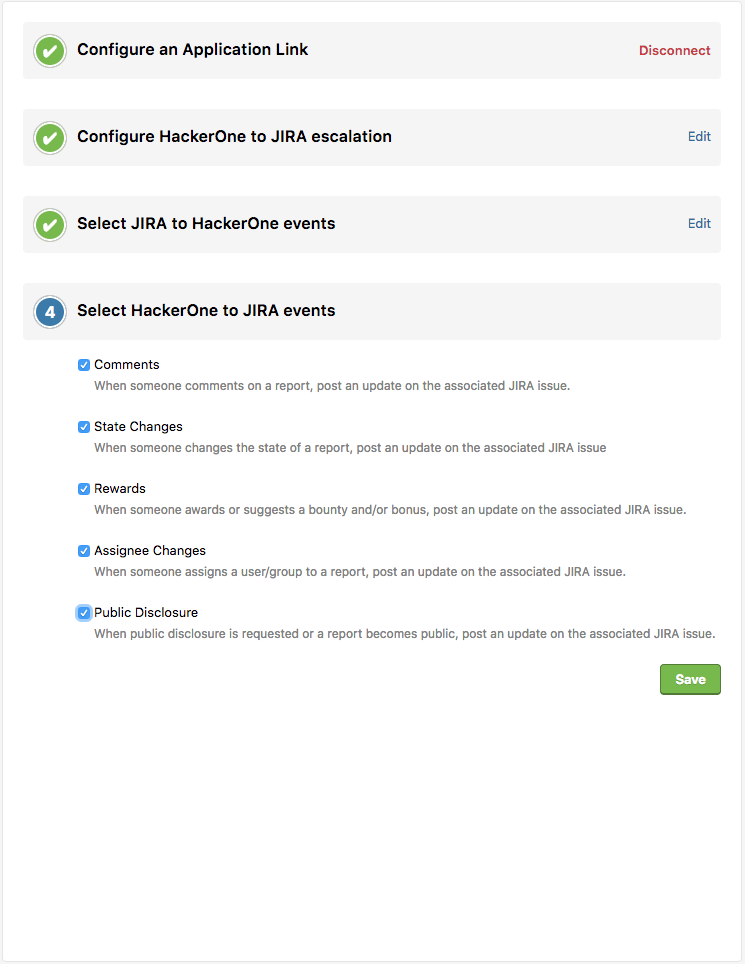 Configure an Application Link
Disconnect
Configure HackerOne to JIRA escalation
Edit
Select JIRA to HackerOne events
Edit
4
Select HackerOne to JIRA events
Comments
When someone comments on a report, post an update on the associated JIRA issue.
State Changes
When someone changes the state of a report, post an update on the associated JIRA issue
Rewards
When someone awards or suggests a bounty and/or bonus, post an update on the associated JIRA issue.
Assignee Changes
When someone assigns a user/group to a report, post an update on the associated JIRA issue.
Public Disclosure
When public disclosure is requested or a report becomes public, post an update on the associated JIRA issue.
Save